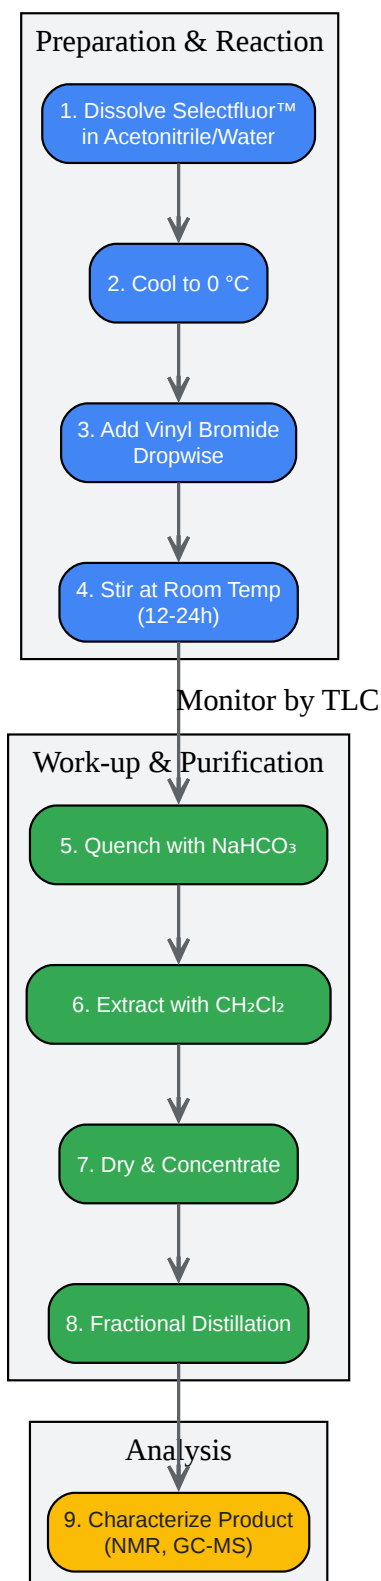 Preparation & Reaction
1. Dissolve Selectfluor™
in Acetonitrile/Water
2. Cool to 0 °C
3. Add Vinyl Bromide
Dropwise
4. Stir at Room Temp
(12-24h)
Monitor by TLC
Work-up & Purification
5. Quench with NaHCO₃
6. Extract with CH₂Cl₂
7. Dry & Concentrate
8. Fractional Distillation
Analysis
9. Characterize Product
(NMR, GC-MS)